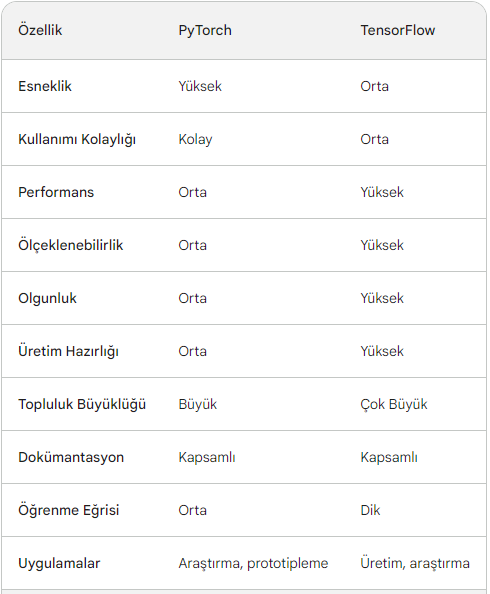 Özellik PyTorch TensorFlow
Esneklik Yüksek Orta
Kullanımı Kolaylığı Kolay Orta
Performans Orta Yüksek
Ölçeklenebilirlik Orta Yüksek
Olgunluk Orta Yüksek
Üretim Hazırlığı Orta Yüksek
Topluluk Büyüklüğü Büyük Çok Büyük
Dokümantasyon Kapsamlı Kapsamlı
Öğrenme Eğrisi Orta Dik
Uygulamalar Araştırma, prototipleme Üretim, araştırma